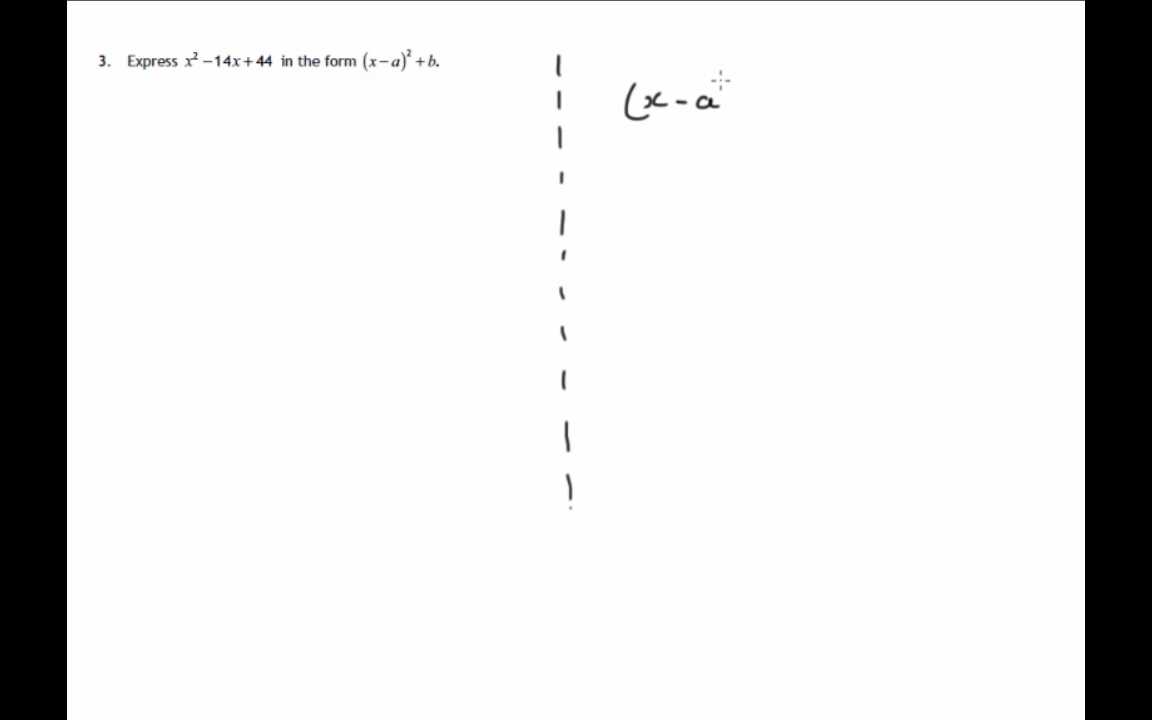 3. Express x² −14x+44 in the form (x−a)² +b.
(x - a